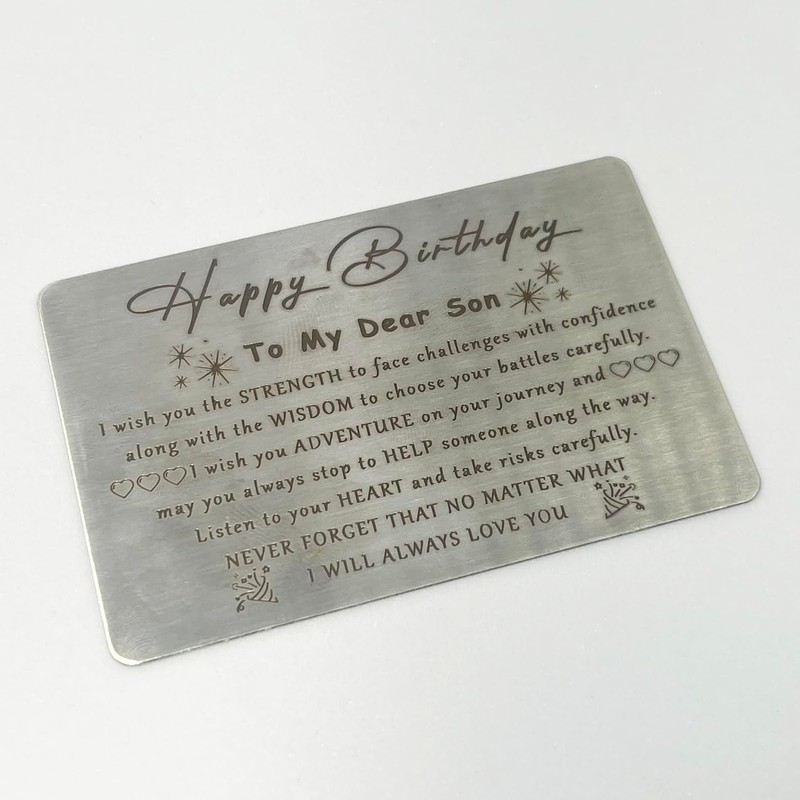 Happy Birthday
To My Dear Son
I wish you the STRENGTH to face challenges with confidence
along with the WISDOM to choose your battles carefully.
I wish you ADVENTURE on your journey and
may you always stop to HELP someone along the way.
Listen to your HEART and take risks carefully.
NEVER FORGET THAT NO MATTER WHAT
I WILL ALWAYS LOVE YOU